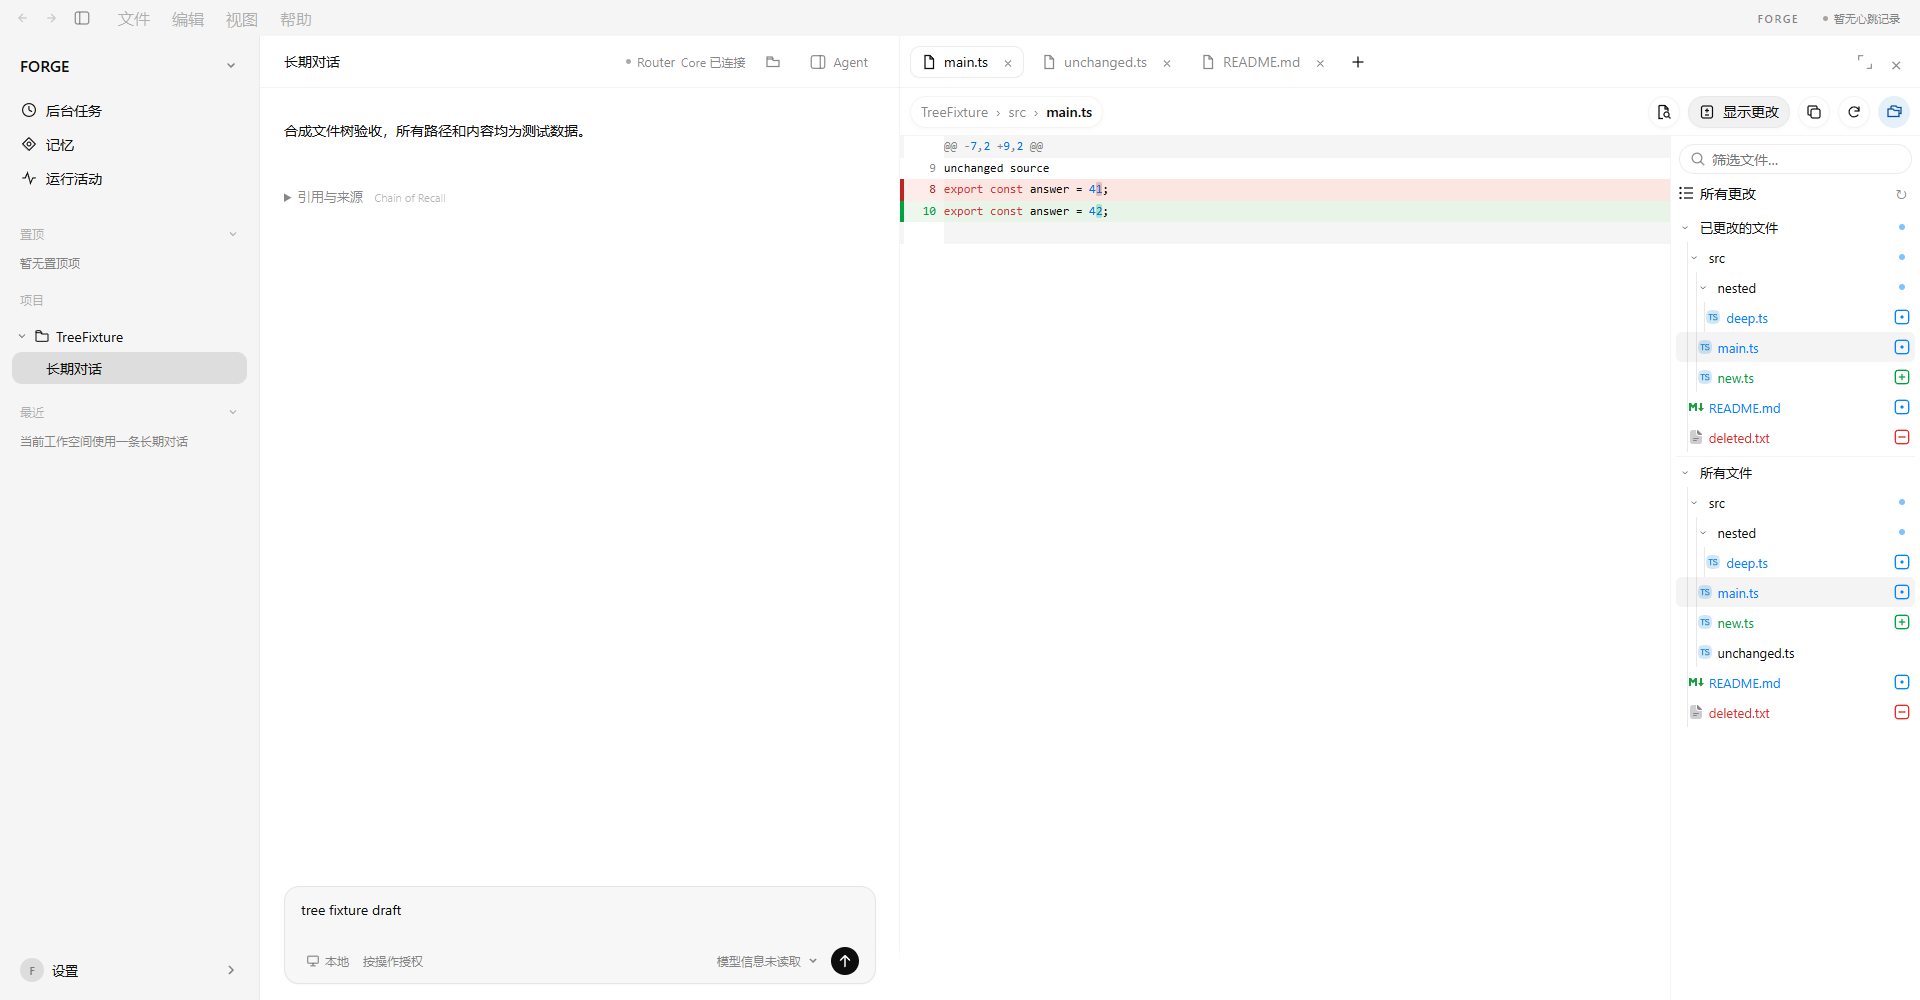 文件 编辑 视图 帮助
FORGE 暂无心跳记录
FORGE
后台任务
记忆
运行活动
置顶
暂无置顶项
项目
TreeFixture
长期对话
最近
当前工作空间使用一条长期对话
F 设置
长期对话 Router Core 已连接 Agent
合成文件树验收，所有路径和内容均为测试数据。
引用与来源 Chain of Recall
tree fixture draft
本地 按操作授权 模型信息未读取
main.ts unchanged.ts README.md
TreeFixture › src › main.ts 显示更改
@@ -7,2 +9,2 @@
9 unchanged source
8 export const answer = 41;
10 export const answer = 42;
筛选文件...
所有更改
已更改的文件
src
nested
TS deep.ts
TS main.ts
TS new.ts
M↓ README.md
deleted.txt
所有文件
src
nested
TS deep.ts
TS main.ts
TS new.ts
TS unchanged.ts
M↓ README.md
deleted.txt